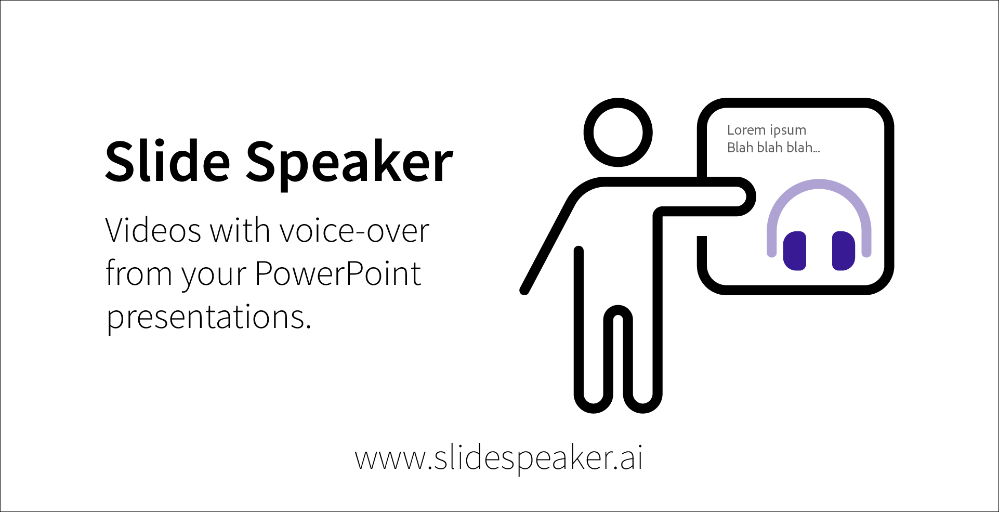 Slide Speaker
Videos with voice-over
from your PowerPoint
presentations.
Lorem ipsum
Blah blah blah...
www.slidespeaker.ai